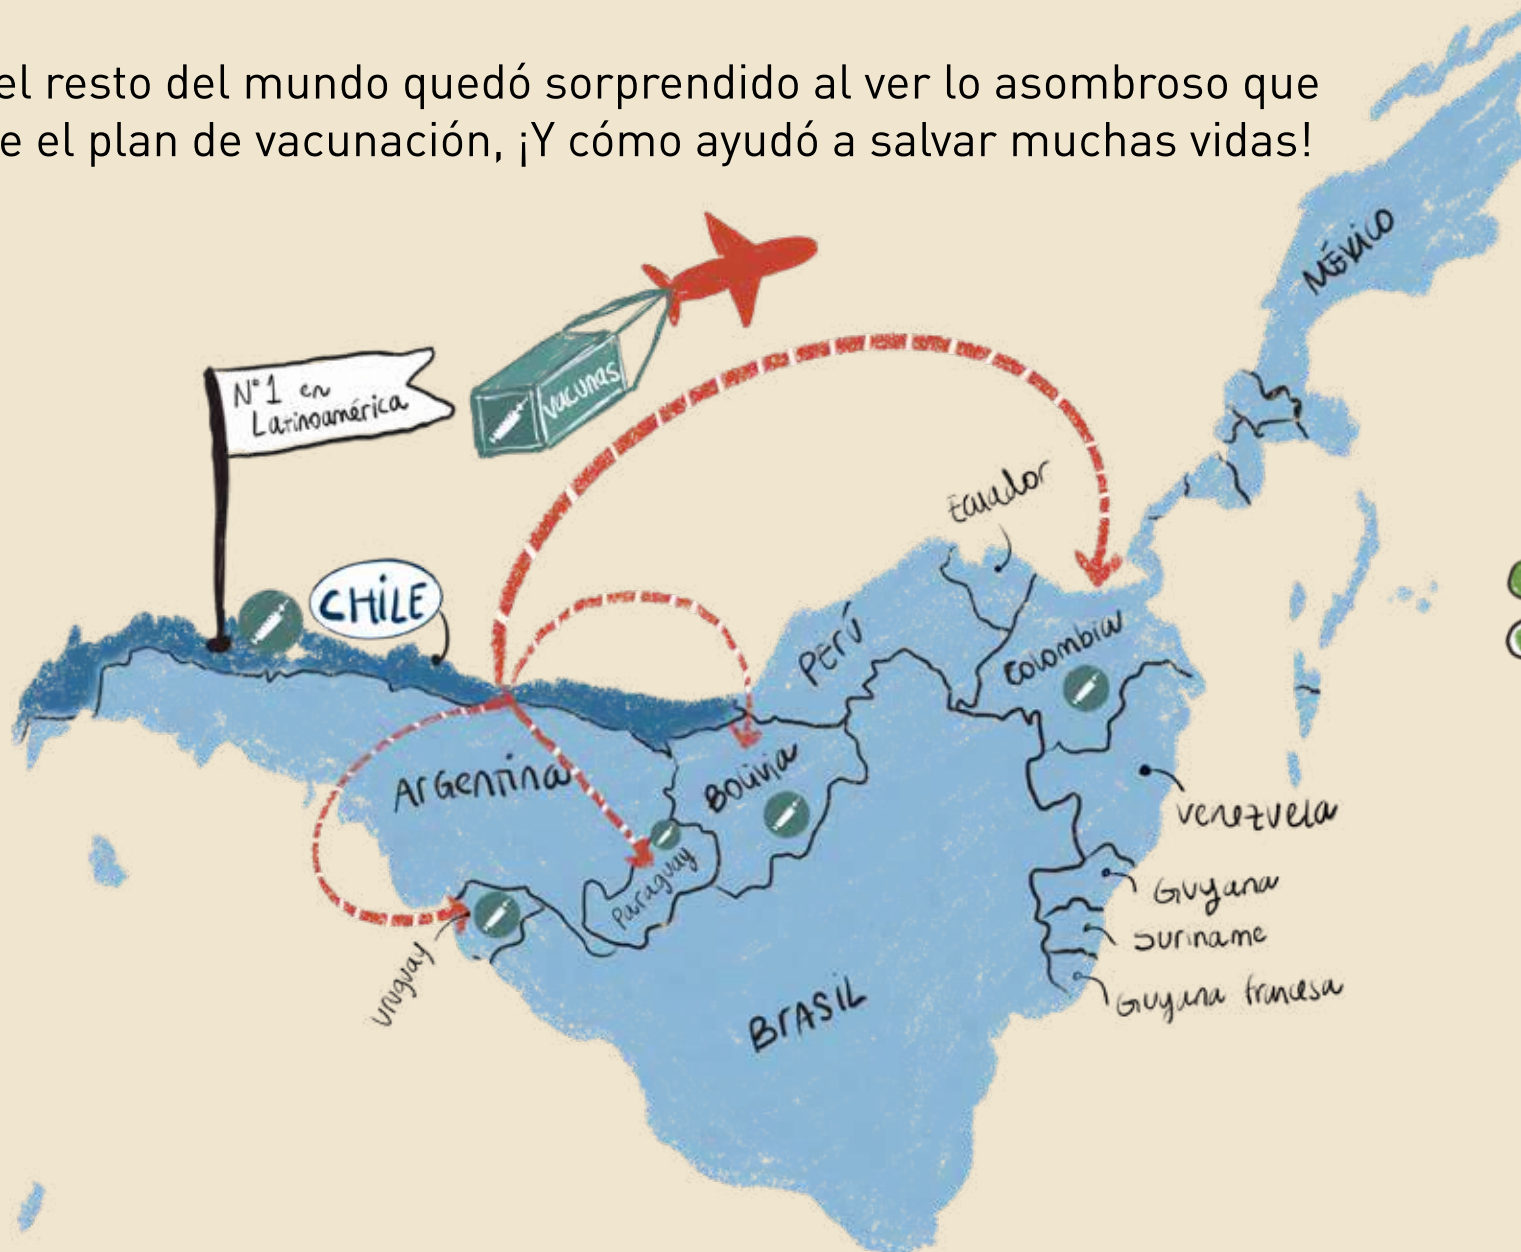 el resto del mundo quedó sorprendido al ver lo asombroso que
e el plan de vacunación, ¡Y cómo ayudó a salvar muchas vidas!
MÉXICO
N°1 en
Latinoamérica
vacunas
Ecuador
CHILE
PERÚ
Colombia
Argentina
Bolivia
Venezuela
Paraguay
Guyana
Surinname
Uruguay
Guyana francesa
BRASIL